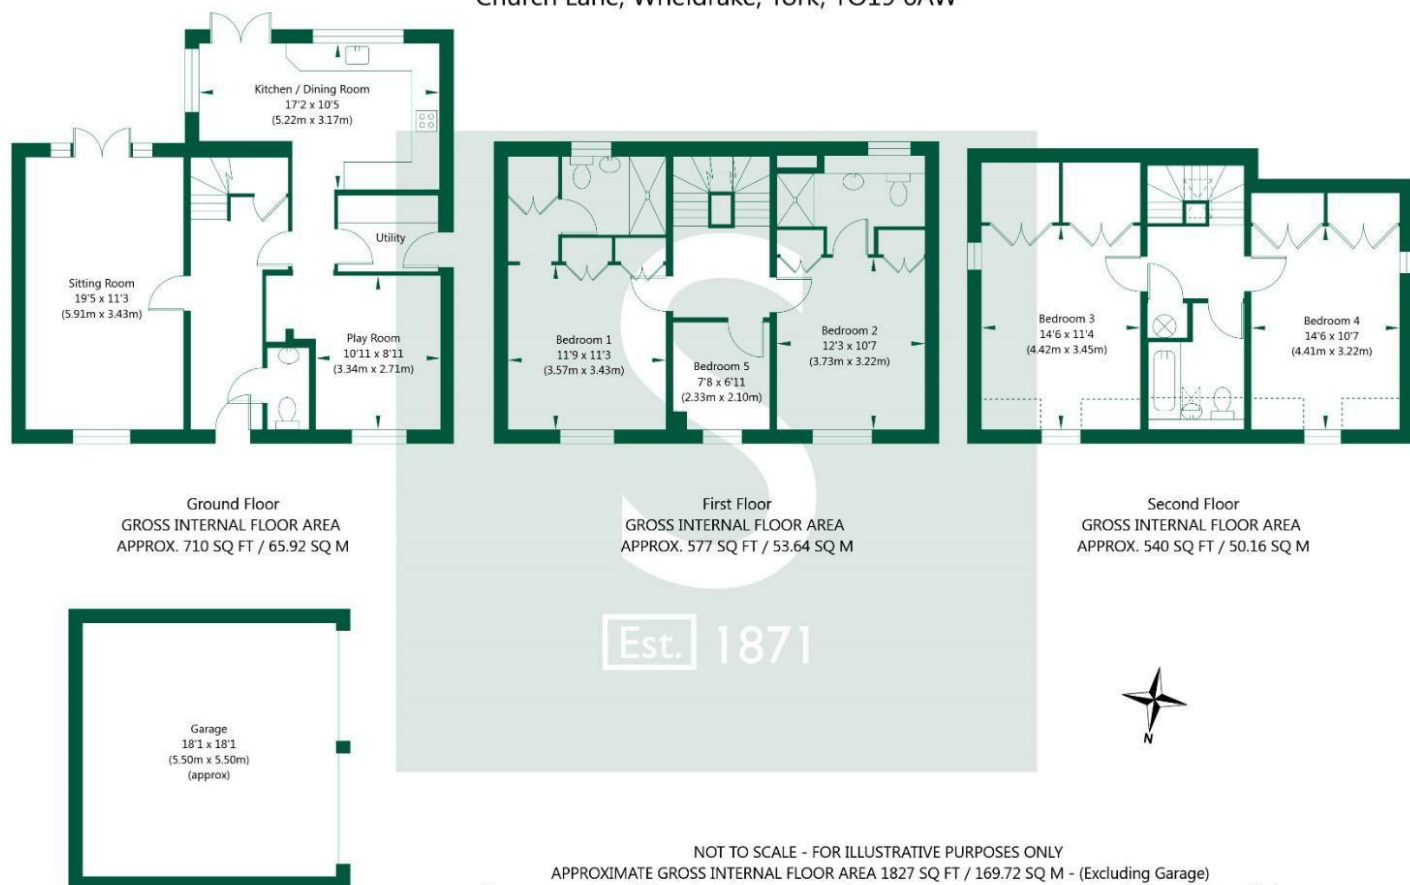 Church Lane, Wheldrake, York, YO19 6AW
Kitchen / Dining Room
17'2 x 10'5
(5.22m x 3.17m)
Utility
Sitting Room
19'5 x 11'3
(5.91m x 3.43m)
Play Room
10'11 x 8'11
(3.34m x 2.71m)
Bedroom 1
11'9 x 11'3
(3.57m x 3.43m)
Bedroom 5
7'8 x 6'11
(2.33m x 2.10m)
Bedroom 2
12'3 x 10'7
(3.73m x 3.22m)
Bedroom 3
14'6 x 11'4
(4.42m x 3.45m)
Bedroom 4
14'6 x 10'7
(4.41m x 3.22m)
Ground Floor
GROSS INTERNAL FLOOR AREA
APPROX. 710 SQ FT / 65.92 SQ M
First Floor
GROSS INTERNAL FLOOR AREA
APPROX. 577 SQ FT / 53.64 SQ M
Second Floor
GROSS INTERNAL FLOOR AREA
APPROX. 540 SQ FT / 50.16 SQ M
S
Est. 1871
Garage
18'1 x 18'1
(5.50m x 5.50m)
(approx)
N
NOT TO SCALE - FOR ILLUSTRATIVE PURPOSES ONLY
APPROXIMATE GROSS INTERNAL FLOOR AREA 1827 SQ FT / 169.72 SQ M - (Excluding Garage)